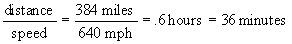 distance / speed = 384 miles / 640 mph = .6 hours = 36 minutes